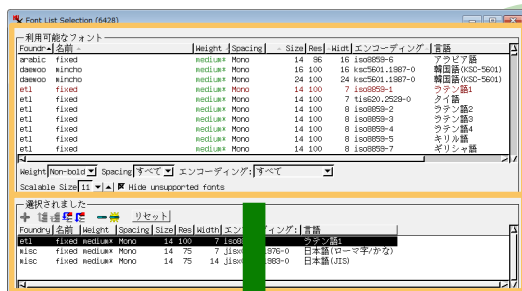 Font List Selection (6428)
利用可能なフォント
Foundr 名前 Weight Spacing Size Res Widt エンコーディング 言語
arabic fixed medium* Mono 14 96 16 iso8859-6 アラビア語
daewoo mincho medium* Mono 16 100 16 ksc5601.1987-0 韓国語(KSC-5601)
daewoo mincho medium* Mono 24 100 24 ksc5601.1987-0 韓国語(KSC-5601)
etl fixed medium* Mono 14 100 7 iso8859-1 ラテン語1
etl fixed medium* Mono 14 100 7 tis620.2529-0 タイ語
etl fixed medium* Mono 14 100 8 iso8859-2 ラテン語2
etl fixed medium* Mono 14 100 8 iso8859-3 ラテン語3
etl fixed medium* Mono 14 100 8 iso8859-4 ラテン語4
etl fixed medium* Mono 14 100 8 iso8859-5 キリル語
etl fixed medium* Mono 14 100 8 iso8859-7 ギリシャ語
Weight Non-bold Spacing すべて エンコーディング: すべて
Scalable Size 11 Hide unsupported fonts
選択されました
リセット
Foundry 名前 Weight Spacing Size Res Width エン ィング: 言語
etl fixed medium* Mono 14 100 7 iso8 ラテン語1
misc fixed medium* Mono 14 75 7 jis 1976-0 日本語(ローマ字/かな)
misc fixed medium* Mono 14 75 14 jis 1983-0 日本語(JIS)